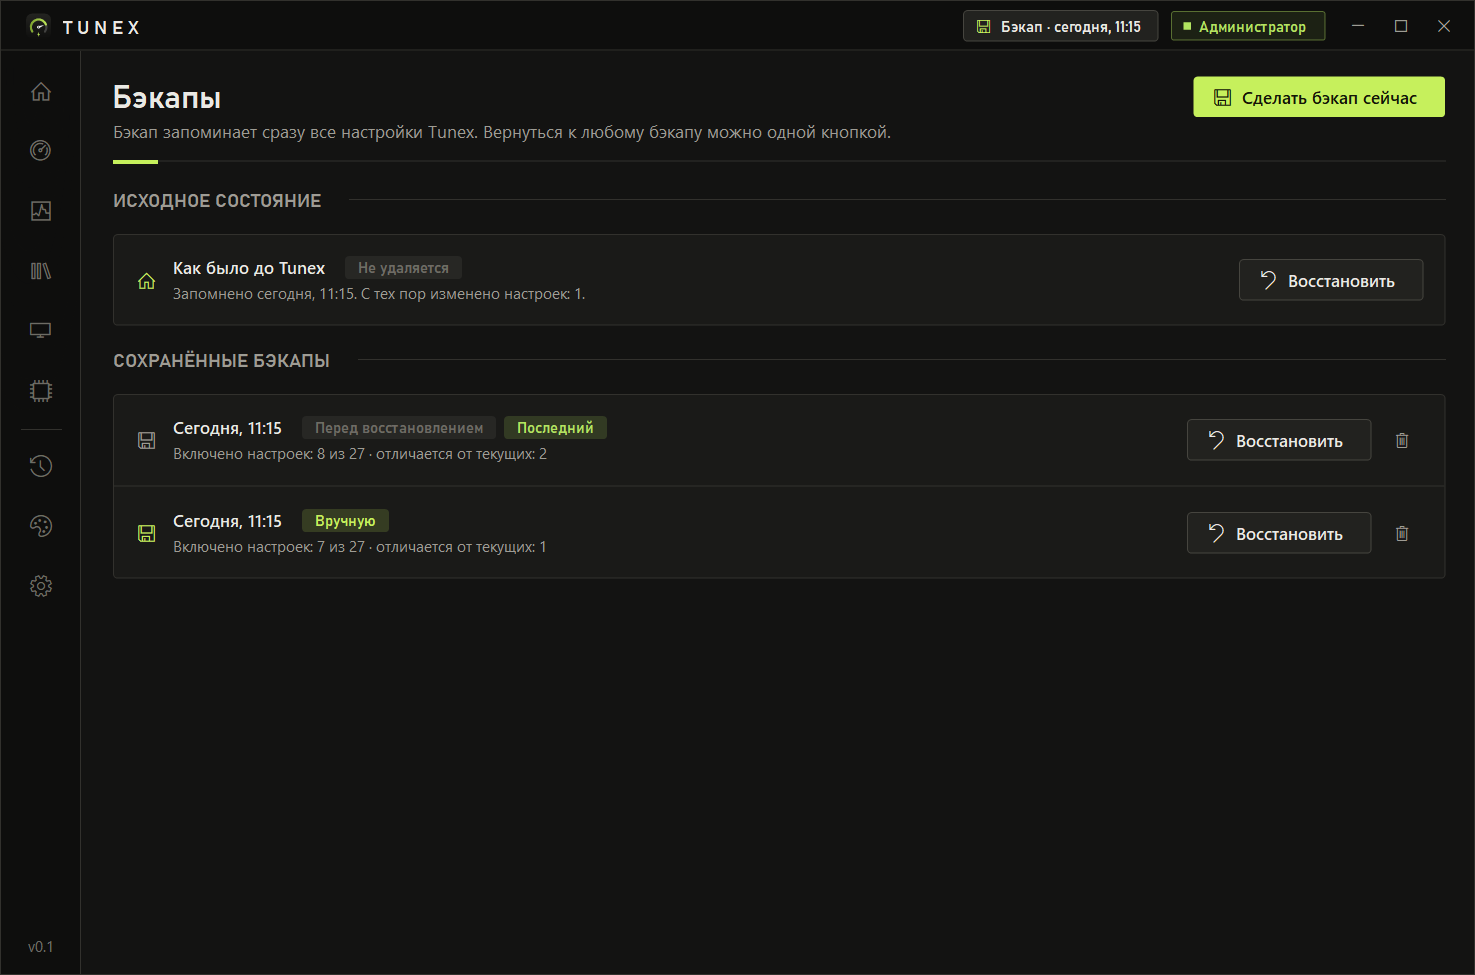 TUNEX
Бэкап · сегодня, 11:15
Администратор
Бэкапы
Сделать бэкап сейчас
Бэкап запоминает сразу все настройки Tunex. Вернуться к любому бэкапу можно одной кнопкой.
ИСХОДНОЕ СОСТОЯНИЕ
Как было до Tunex Не удаляется
Запомнено сегодня, 11:15. С тех пор изменено настроек: 1.
Восстановить
СОХРАНЁННЫЕ БЭКАПЫ
Сегодня, 11:15 Перед восстановлением Последний
Включено настроек: 8 из 27 · отличается от текущих: 2
Восстановить
Сегодня, 11:15 Вручную
Включено настроек: 7 из 27 · отличается от текущих: 1
Восстановить
v0.1